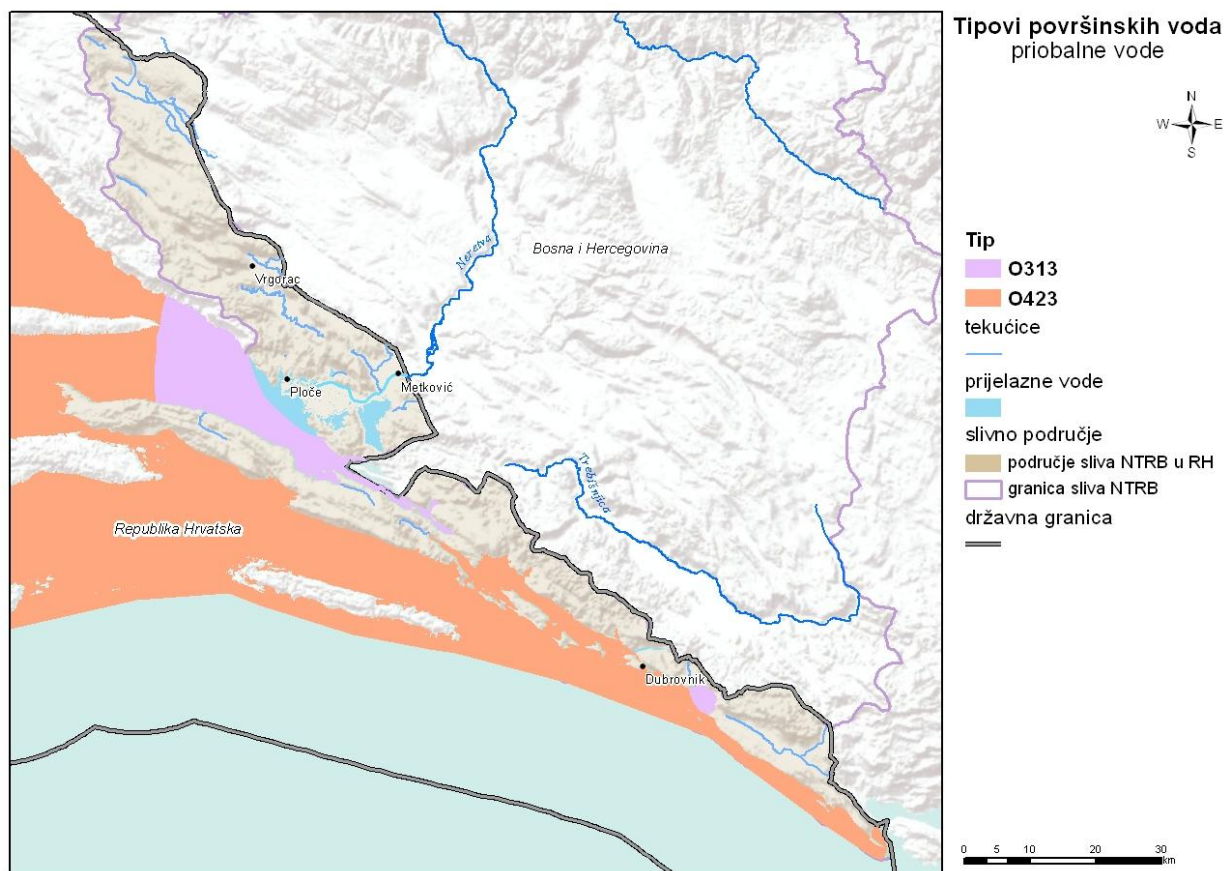 Tipovi površinskih voda
priobalne vode
N
W E
S
Tip
O313
O423
tekućice
prijelazne vode
slivno područje
područje sliva NTRB u RH
granica sliva NTRB
državna granica
0 5 10 20 30
km
Bosna i Hercegovina
Neretva
Vrgorac
Ploče
Metković
Trebišnjica
Republika Hrvatska
Dubrovnik